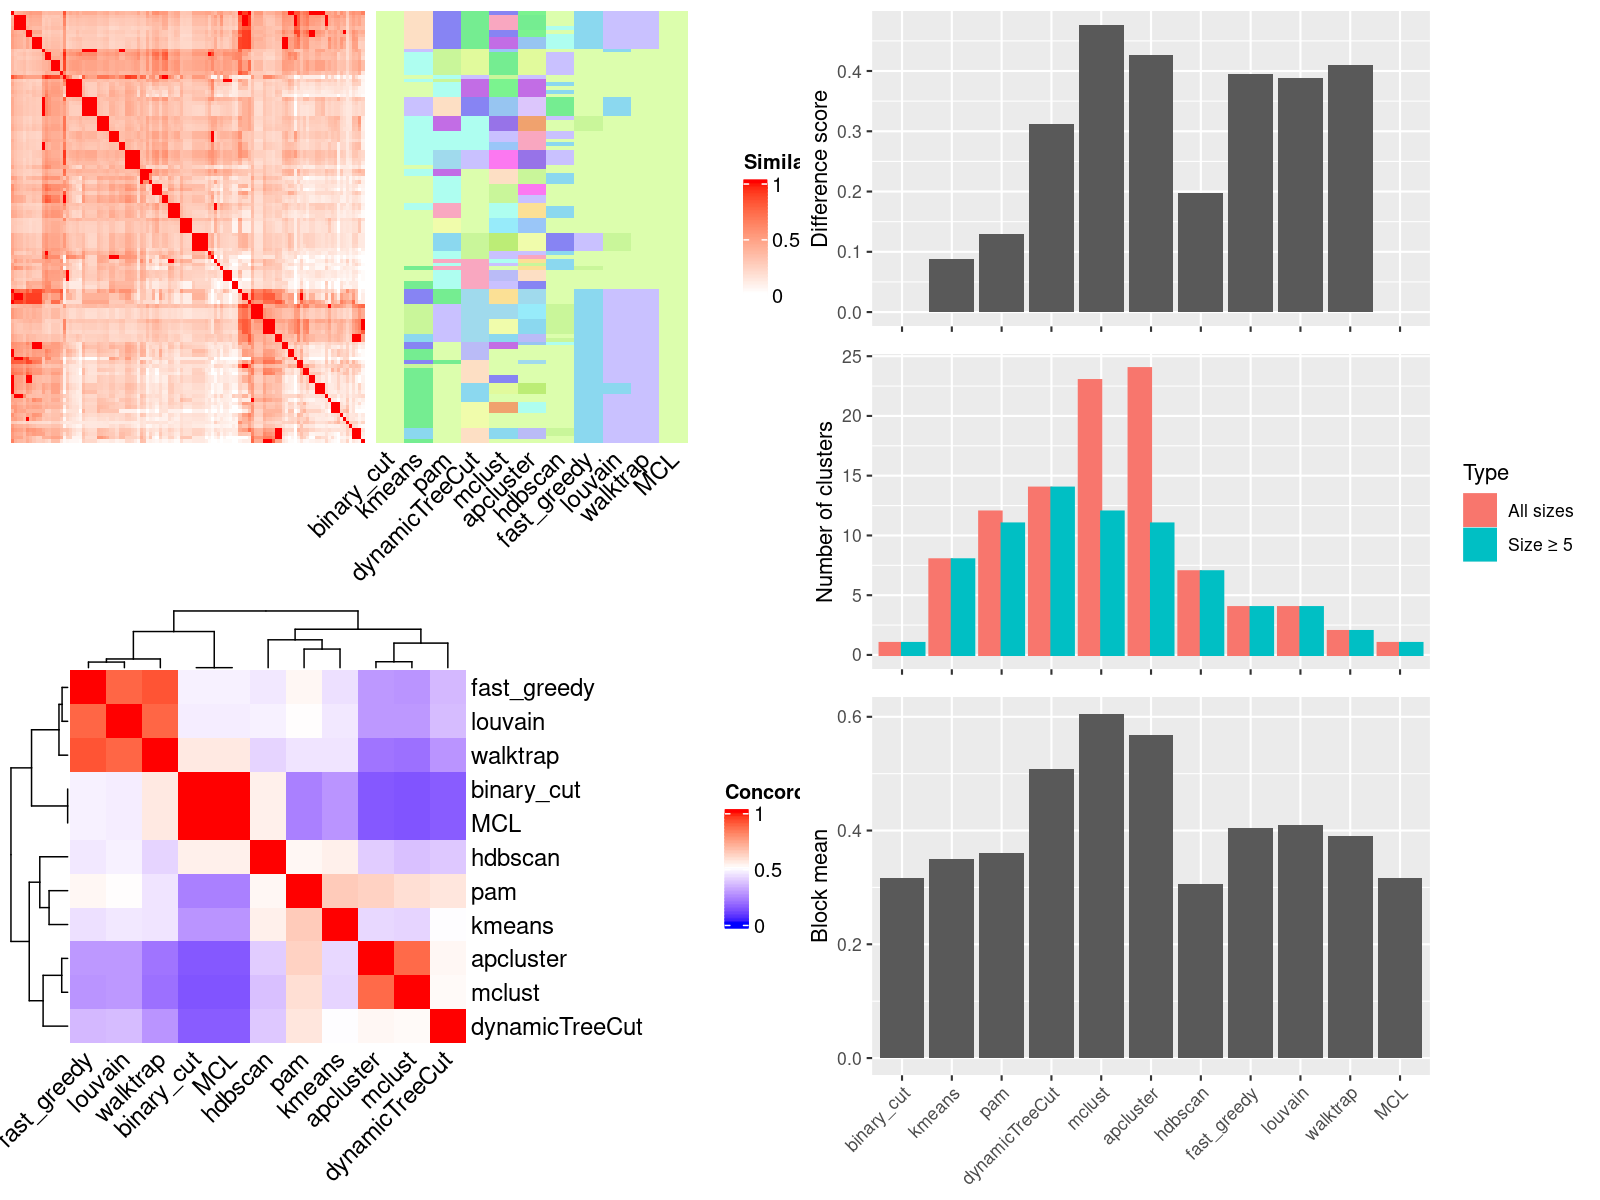 Simila
1
0.5
0
binary_cut
kmeans
pam
dynamicTreeCut
mclust
apcluster
hdbscan
fast_greedy
louvain
walktrap
MCL
fast_greedy
louvain
walktrap
binary_cut
MCL
hdbscan
pam
kmeans
apcluster
mclust
dynamicTreeCut
fast_greedy
louvain
walktrap
binary_cut
MCL
hdbscan
pam
kmeans
apcluster
mclust
dynamicTreeCut
Concord
1
0.5
0
Difference score
0.4
0.3
0.2
0.1
0.0
Number of clusters
25
20
15
10
5
0
Type
All sizes
Size ≥ 5
Block mean
0.6
0.4
0.2
0.0
binary_cut
kmeans
pam
dynamicTreeCut
mclust
apcluster
hdbscan
fast_greedy
louvain
walktrap
MCL